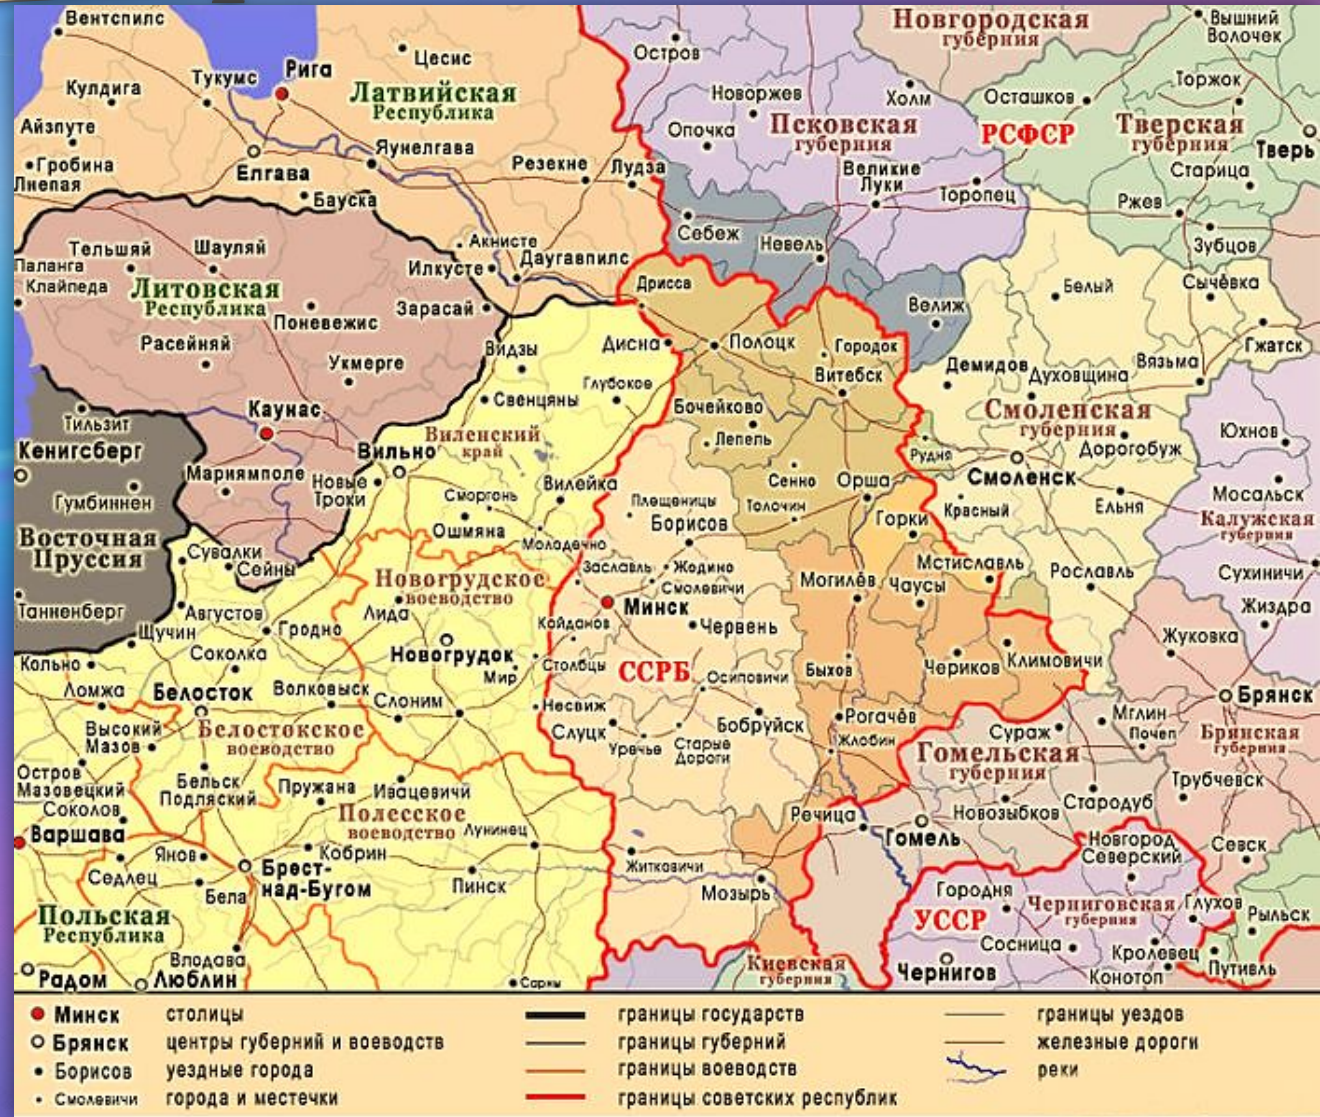 Вентспилс
Кулдига
Тукумс
Рига
Цесис
Латвийская
Республика
Айзпуте
Гробина
Лиепая
Елгава
Яунелгава
Бауска
Резекне
Лудза
Акнисте
Илкусте
Даугавпилс
Остров
Новоржев
Опочка
Псковская
губерния
Холм
Великие
Луки
Торопец
Новгородская
губерния
Осташков
РСФСР
Вышний
Волочек
Торжок
Тверская
губерния
Тверь
Старица
Ржев
Зубцов
Себеж
Невель
Велиж
Белый
Сычёвка
Гжатск
Вязьма
Тельшяй
Шауляй
Паланга
Клайпеда
Литовская
Республика
Поневежис
Зарасай
Расейняй
Укмерге
Каунас
Мариямполе
Новые
Троки
Тильзит
Кенигсберг
Гумбиннен
Восточная
Пруссия
Танненберг
Дрисса
Дисна
Полоцк
Городок
Витебск
Видзы
Глубокое
Свенцяны
Виленский
край
Вильно
Вилейка
Сморгонь
Ошмяна
Молодечно
Бочейково
Лепель
Сенно
Орша
Толочин
Плещеницы
Борисов
Горки
Демидов
Духовщина
Смоленская
губерния
Дорогобуж
Рудня
Смоленск
Красный
Ельня
Рославль
Юхнов
Мосальск
Калужская
губерния
Сухиничи
Жиздра
Сувалки
Сейны
Августов
Щучин
Гродно
Соколка
Кольно
Ломжа
Белосток
Волковыск
Новогрудское
воеводство
Лида
Новогрудок
Мир
Слоним
Столбцы
Несвиж
Заславль
Жодино
Смолевичи
Минск
Койданов
Червень
ССРБ
Осиповичи
Слуцк
Уречье
Старые
Дороги
Бобруйск
Могилёв
Чаусы
Мстиславль
Быхов
Чериков
Климовичи
Рогачёв
Жлобин
Жуковка
Брянск
Брянская
губерния
Мглин
Почеп
Сураж
Трубчевск
Высокий
Мазов
Белостокское
воеводство
Остров
Мазовецкий
Соколов
Варшава
Бельск
Подляский
Пружана
Ивацевичи
Полесское
воеводство
Лунинец
Янов
Кобрин
Седлец
Брест-
над-Бугом
Бела
Пинск
Польская
Республика
Влодава
Радом
Люблин
Сарны
Житковичи
Мозырь
Речица
Гомельская
губерния
Новозыбков
Стародуб
Гомель
Новгород
Северский
Севск
Городня
УССР
Черниговская
губерния
Глухов
Рыльск
Сосница
Кролевец
Конотоп
Путивль
Чернигов
Киевская
губерния
Минск столицы
Брянск центры губерний и воеводств
Борисов уездные города
Смолевичи города и местечки
границы государств
границы губерний
границы воеводств
границы советских республик
границы уездов
железные дороги
реки